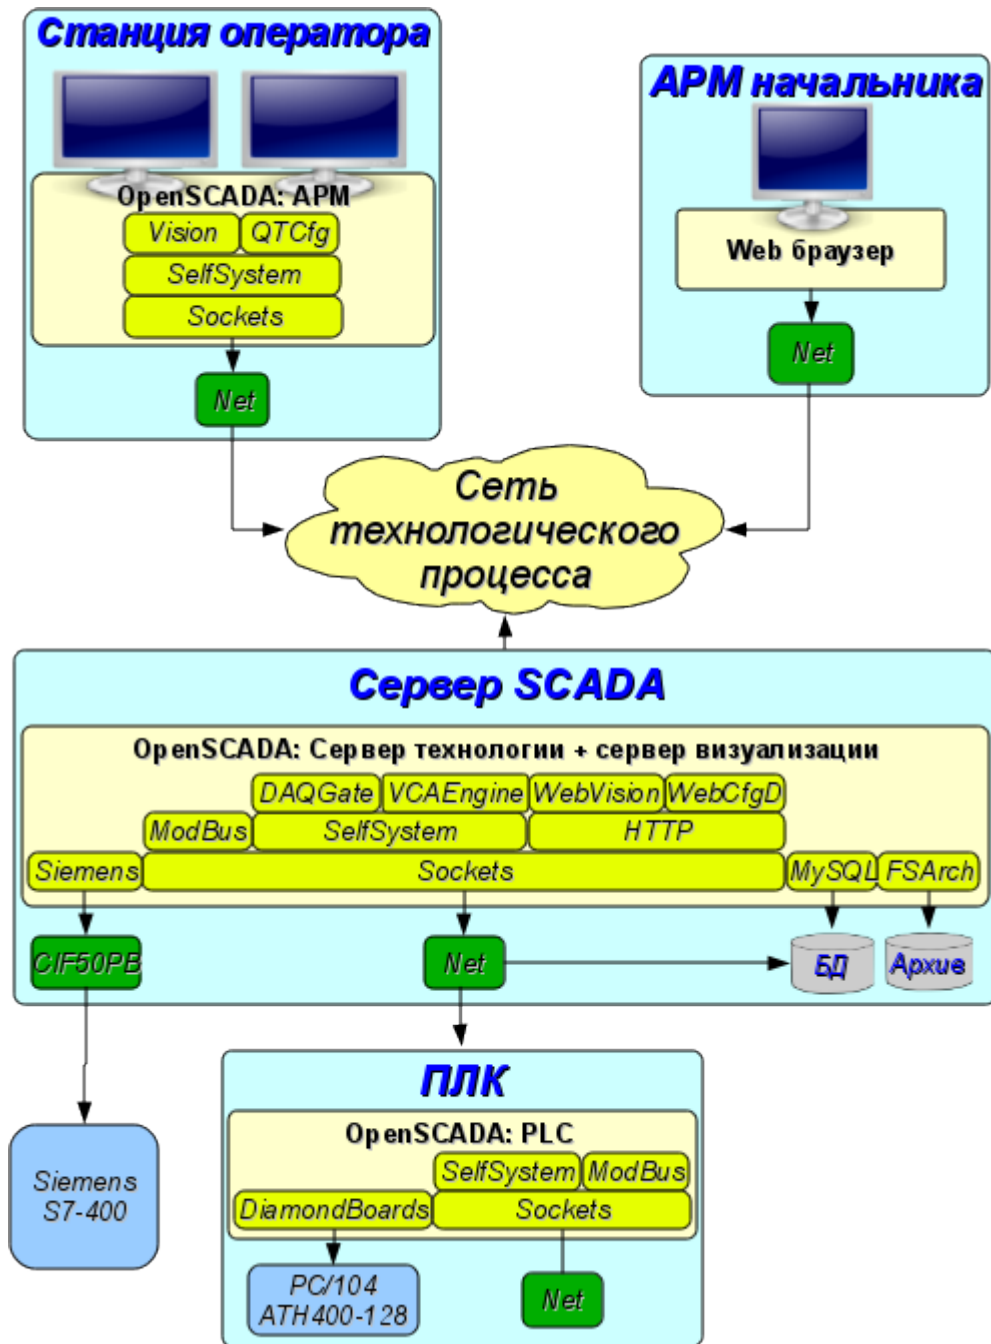 Станция оператора
OpenSCADA: АРМ
Vision
QTCfg
SelfSystem
Sockets
Net
АРМ начальника
Web браузер
Net
Сеть
технологического
процесса
Сервер SCADA
OpenSCADA: Сервер технологии + сервер визуализации
DAQGate
VCAEngine
WebVision
WebCfgD
ModBus
SelfSystem
HTTP
Siemens
Sockets
MySQL
FSArch
CIF50PB
Net
БД
Архив
ПЛК
OpenSCADA: PLC
SelfSystem
ModBus
DiamondBoards
Sockets
Siemens
S7-400
PC/104
ATH400-128
Net